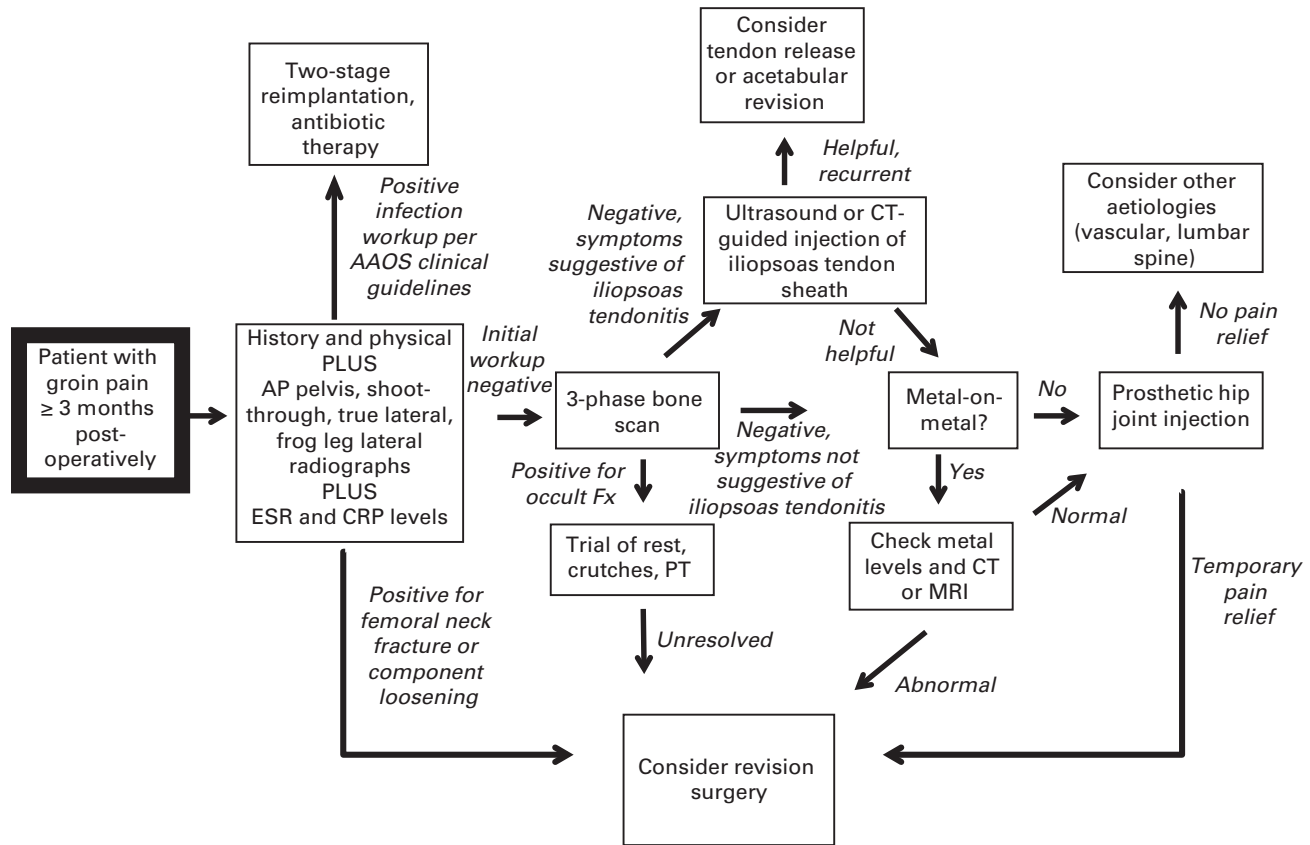 Consider
tendon release
or acetabular
revision
Two-stage
reimplantation,
antibiotic
therapy
Helpful,
recurrent
Positive
infection
workup per
AAOS clinical
guidelines
Negative,
symptoms
suggestive of
iliopsoas
tendonitis
Ultrasound or CT-
guided injection of
iliopsoas tendon
sheath
Consider other
aetiologies
(vascular, lumbar
spine)
Patient with
groin pain
≥ 3 months
post-
operatively
History and physical
PLUS
AP pelvis, shoot-
through, true lateral,
frog leg lateral
radiographs
PLUS
ESR and CRP levels
Initial
workup
negative
3-phase bone
scan
Not
helpful
No pain
relief
Metal-on-
metal?
No
Prosthetic hip
joint injection
Negative,
symptoms not
suggestive of
iliopsoas tendonitis
Positive for
occult Fx
Yes
Normal
Trial of rest,
crutches, PT
Check metal
levels and CT
or MRI
Temporary
pain
relief
Positive for
femoral neck
fracture or
component
loosening
Unresolved
Abnormal
Consider revision
surgery